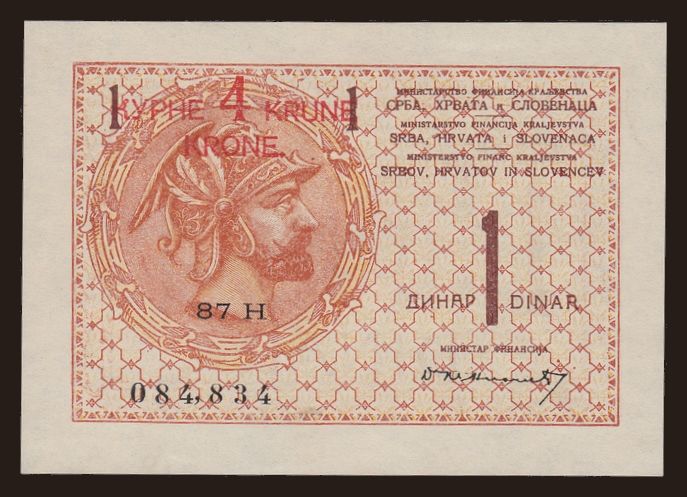 1 КРУНЕ 4 KRUNE 1
KRONE.
МИНИСТАРСТВО ФИНАНСИЈА КРАЉЕВСТВА
СРБА, ХРВАТА и СЛОВЕНАЦА
MINISTARSTVO FINANCIJA KRALJEVSTVA
SRBA, HRVATA i SLOVENACA
MINISTERSTVO FINANC KRALJEVSTVA
SRBOV, HRVATOV IN SLOVENCEV
87 H
1
ДИНАР DINAR
МИНИСТАР ФИНАНСИЈА
084,834